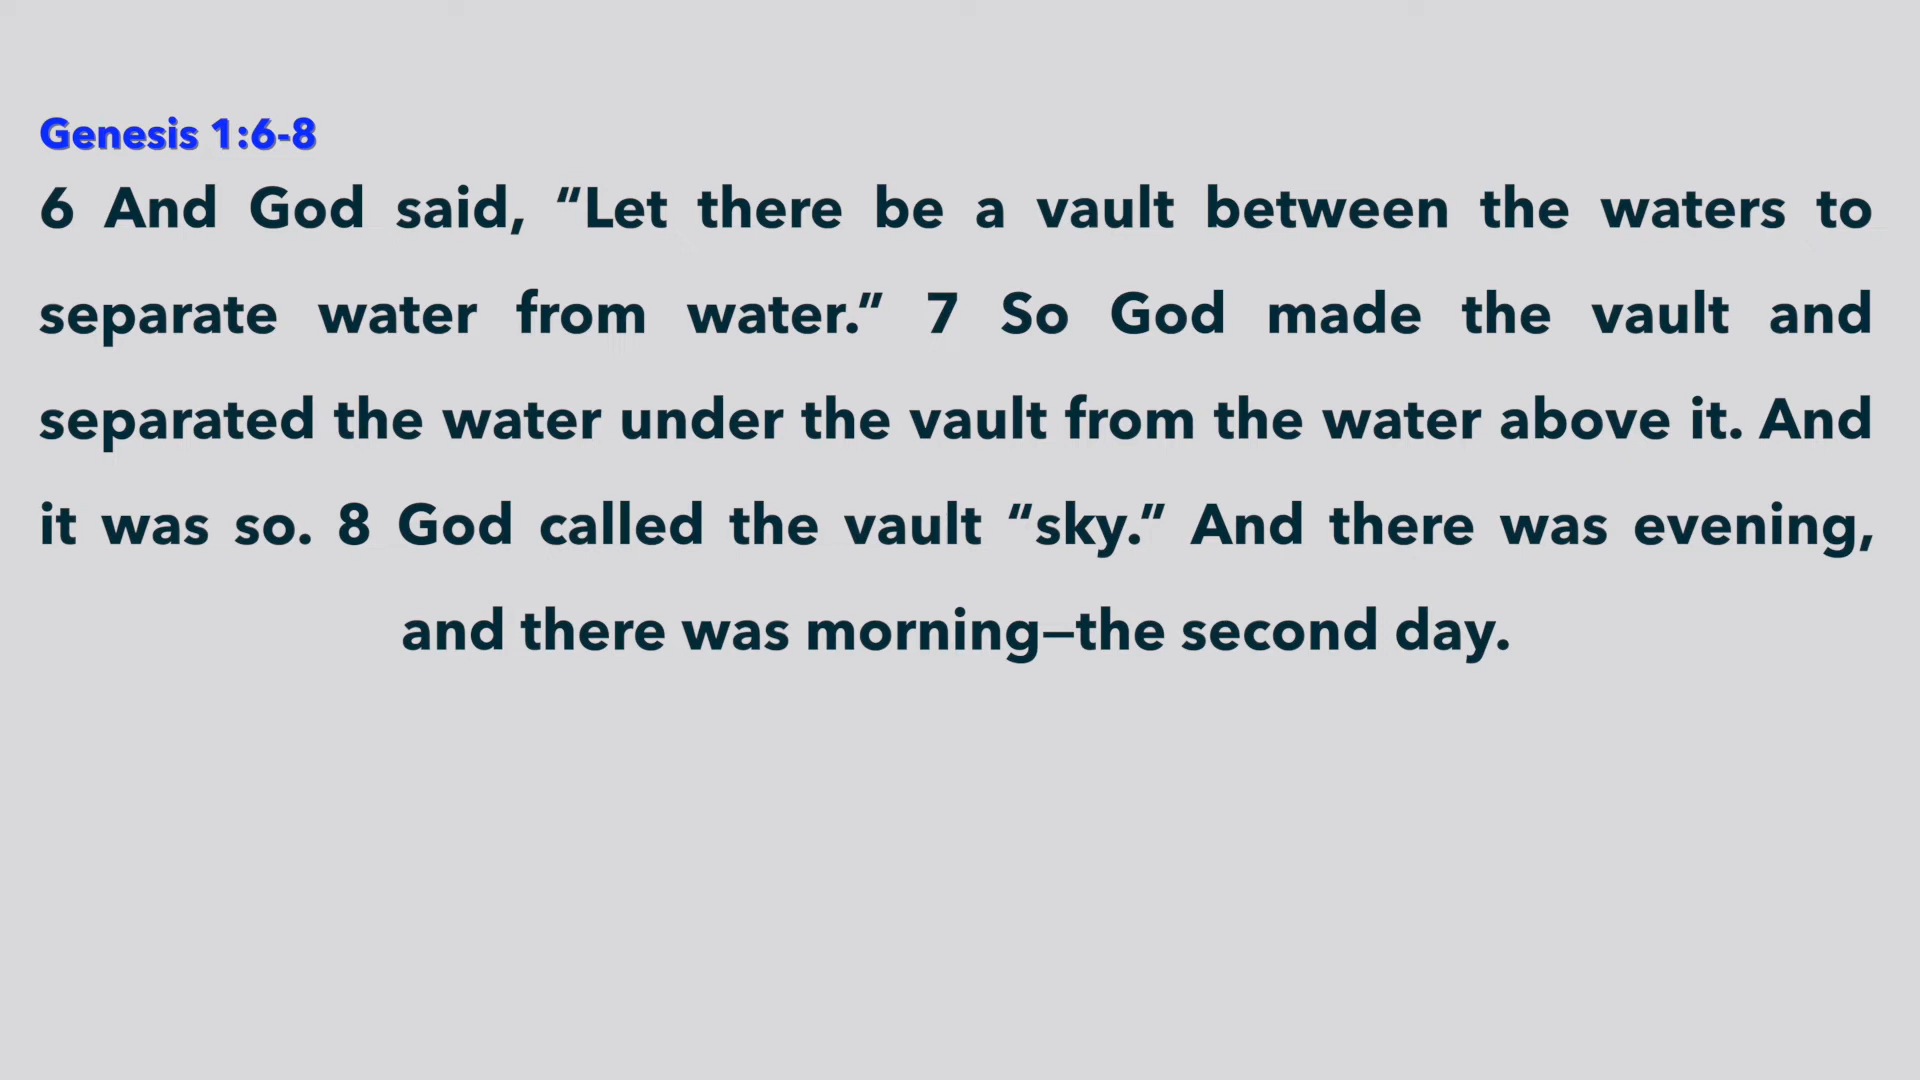 Genesis 1:6-8
6 And God said, “Let there be a vault between the waters to
separate water from water.” 7 So God made the vault and
separated the water under the vault from the water above it. And
it was so. 8 God called the vault “sky.” And there was evening,
and there was morning—the second day.